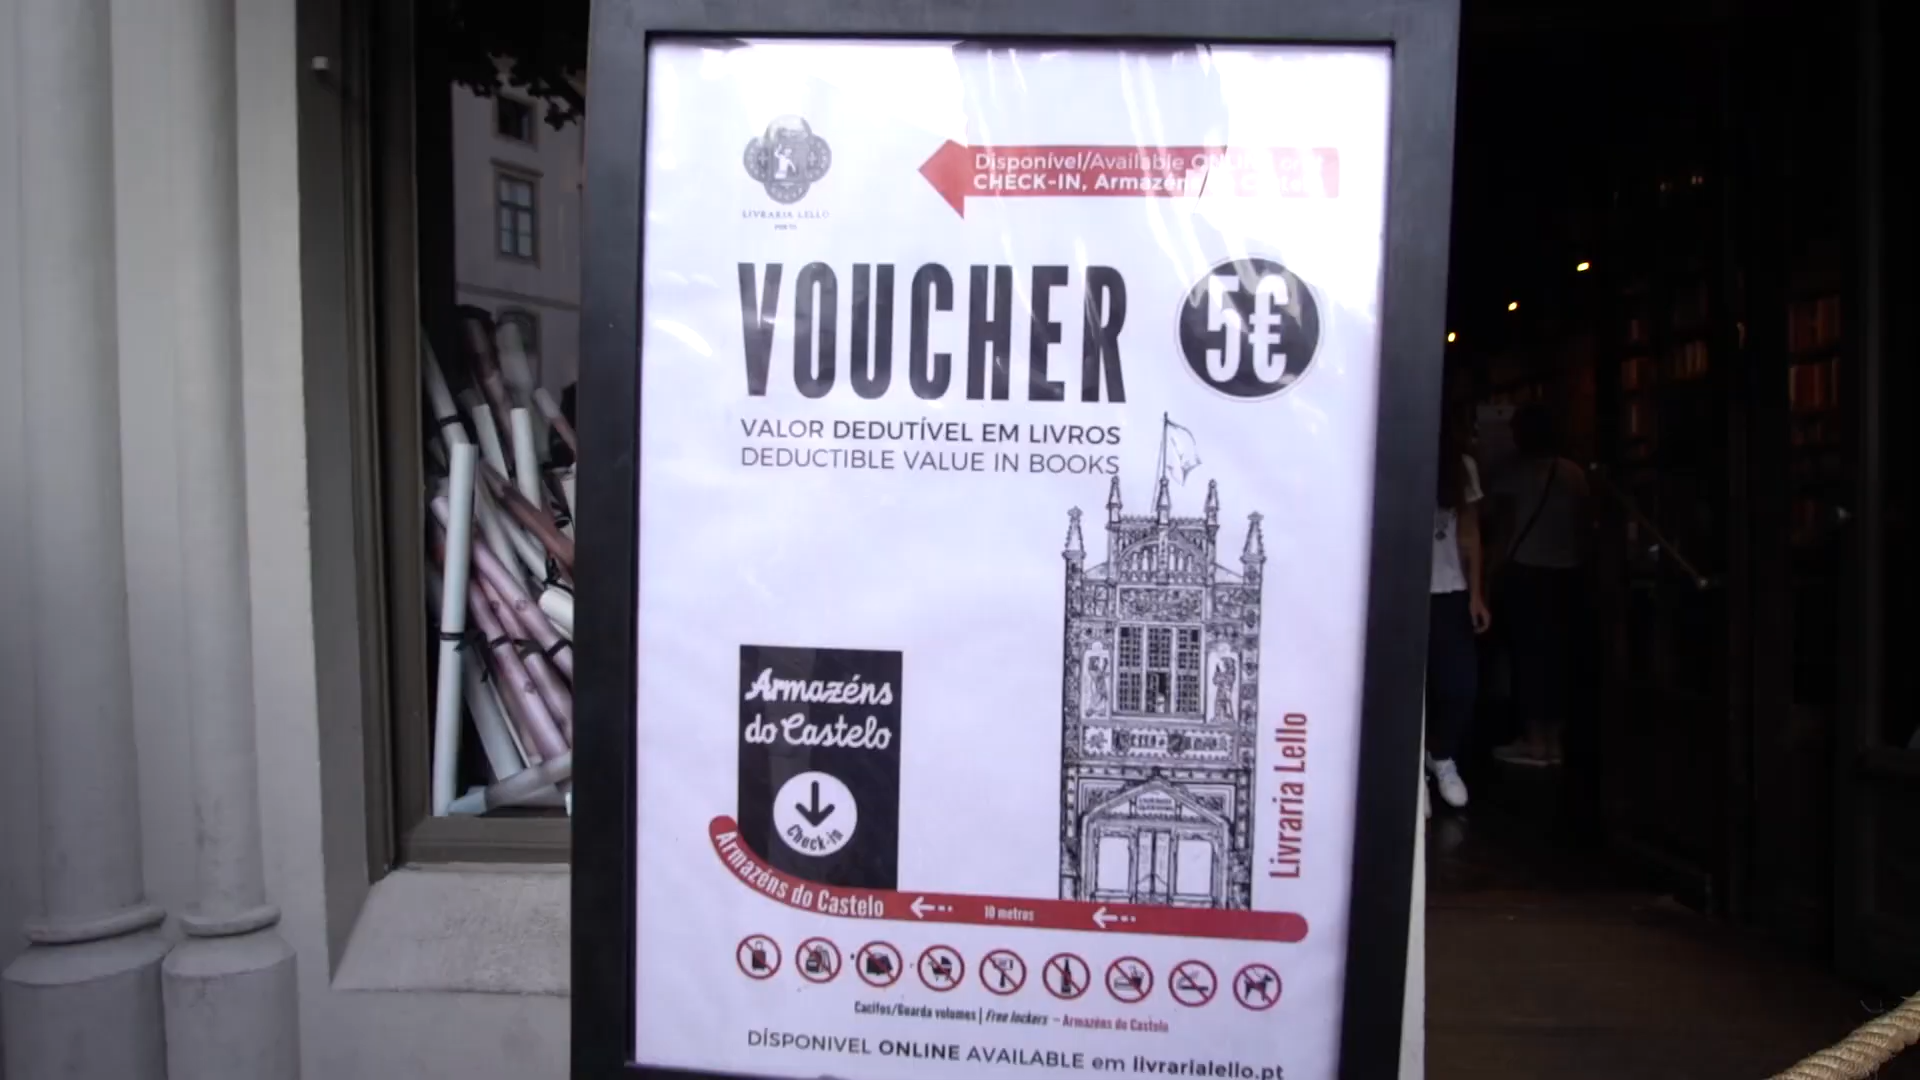 LIVRARIA LELLO
PORTO
Disponível/Available ONLINE or
CHECK-IN, Armazéns
VOUCHER
5€
VALOR DEDUTÍVEL EM LIVROS
DEDUCTIBLE VALUE IN BOOKS
Armazéns
do Castelo
Check-in
Livraria Lello
Armazéns do Castelo
10 metros
Cacifos/Guarda volumes | Free lockers – Armazéns do Castelo
DÍSPONIVEL ONLINE AVAILABLE em livrarialello.pt